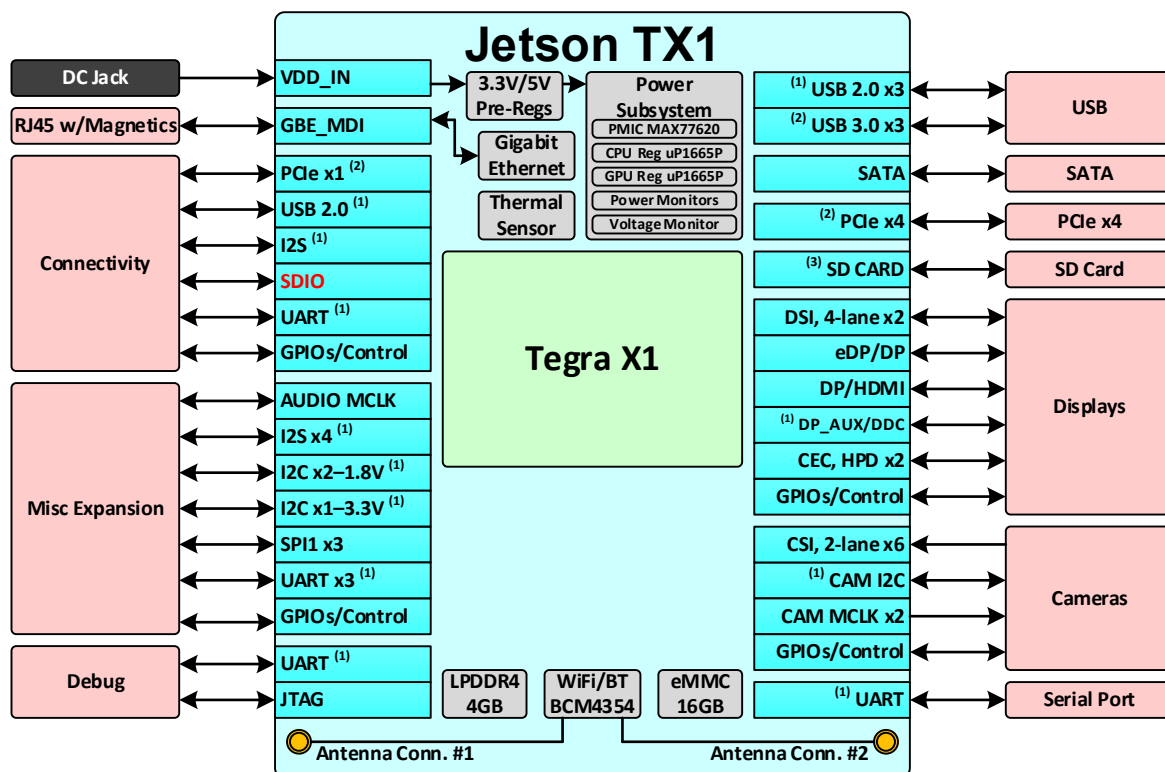 Jetson TX1
DC Jack
RJ45 w/Magnetics
Connectivity
Misc Expansion
Debug
VDD_IN
GBE_MDI
PCIe x1 (2)
USB 2.0 (1)
I2S (1)
SDIO
UART (1)
GPIOs/Control
AUDIO MCLK
I2S x4 (1)
I2C x2–1.8V (1)
I2C x1–3.3V (1)
SPI1 x3
UART x3 (1)
GPIOs/Control
UART (1)
JTAG
3.3V/5V
Pre-Regs
Gigabit
Ethernet
Thermal
Sensor
Power
Subsystem
PMIC MAX77620
CPU Reg uP1665P
GPU Reg uP1665P
Power Monitors
Voltage Monitor
Tegra X1
LPDDR4
4GB
WiFi/BT
BCM4354
eMMC
16GB
Antenna Conn. #1
Antenna Conn. #2
(1) USB 2.0 x3
(2) USB 3.0 x3
SATA
(2) PCIe x4
(3) SD CARD
DSI, 4-lane x2
eDP/DP
DP/HDMI
(1) DP_AUX/DDC
CEC, HPD x2
GPIOs/Control
CSI, 2-lane x6
(1) CAM I2C
CAM MCLK x2
GPIOs/Control
(1) UART
USB
SATA
PCIe x4
SD Card
Displays
Cameras
Serial Port